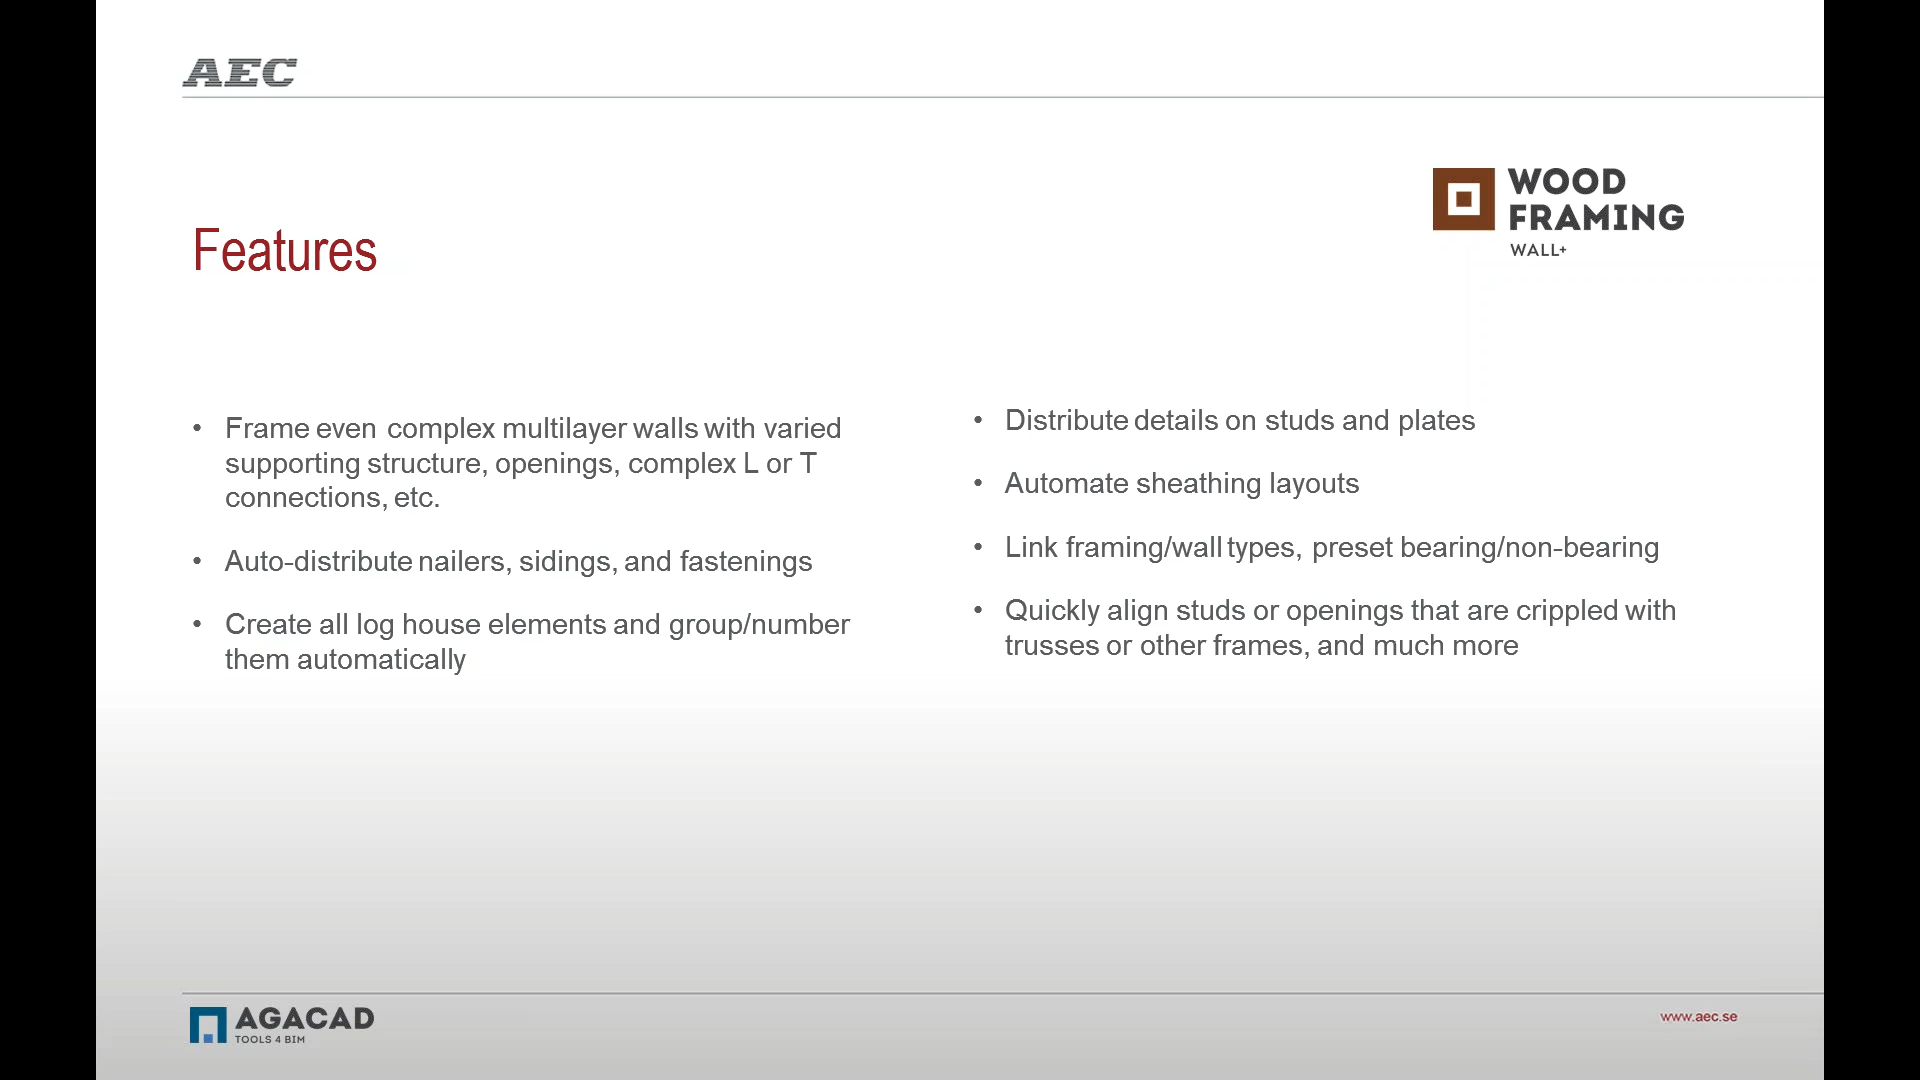 AEC
WOOD
FRAMING
WALL+
Features
• Frame even complex multilayer walls with varied
supporting structure, openings, complex L or T
connections, etc.
• Auto-distribute nailers, sidings, and fastenings
• Create all log house elements and group/number
them automatically
• Distribute details on studs and plates
• Automate sheathing layouts
• Link framing/wall types, preset bearing/non-bearing
• Quickly align studs or openings that are crippled with
trusses or other frames, and much more
AGACAD
TOOLS 4 BIM
www.aec.se